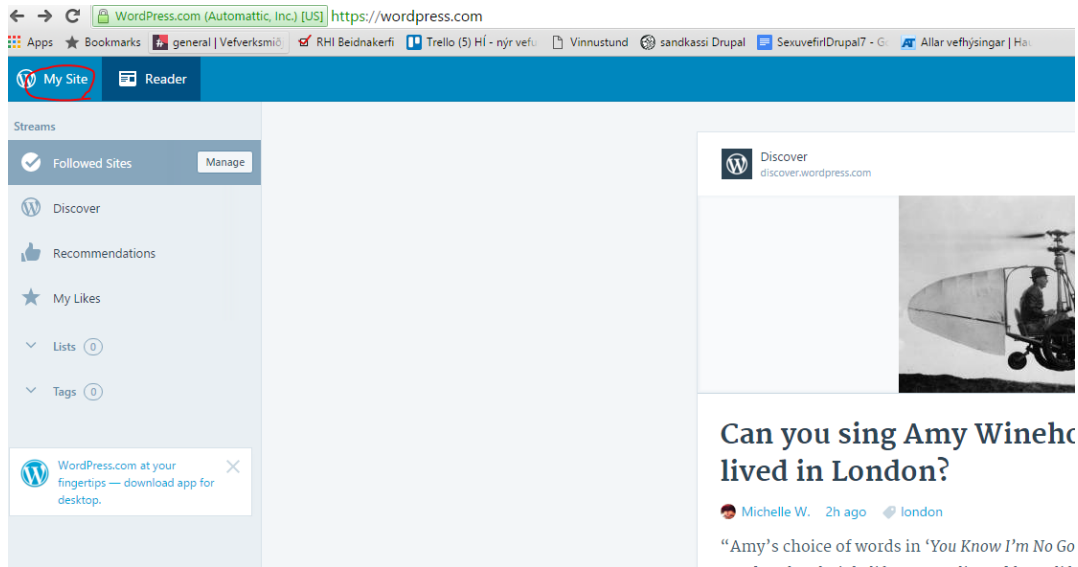 WordPress.com (Automattic, Inc.) [US] https://wordpress.com
Apps Bookmarks general | Vefverksmið RHI Beidnakerfi Trello (5) HÍ - nýr vefu Vinnustund sandkassi Drupal SexuvefirlDrupal7 - Go Allar vefhýsingar | Hau
My Site Reader
Streams
Followed Sites Manage
Discover
Recommendations
My Likes
Lists 0
Tags 0
WordPress.com at your
fingertips — download app for
desktop.
Discover
discover.wordpress.com
Can you sing Amy Wineho
lived in London?
Michelle W. 2h ago london
“Amy’s choice of words in ‘You Know I’m No Go